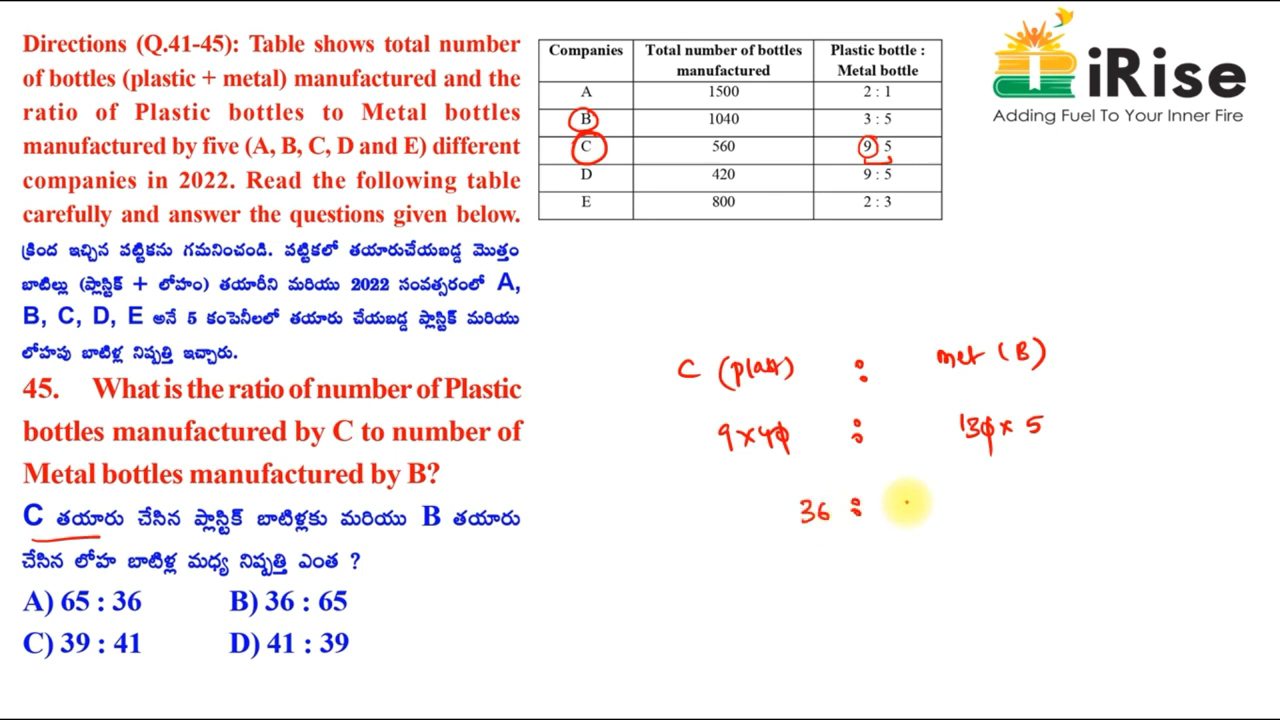 Directions (Q.41-45): Table shows total number
of bottles (plastic + metal) manufactured and the
ratio of Plastic bottles to Metal bottles
manufactured by five (A, B, C, D and E) different
companies in 2022. Read the following table
carefully and answer the questions given below.
క్రింద ఇచ్చిన పట్టికను గమనించండి. పట్టికలో తయారుచేయబడ్డ మొత్తం
బాటిల్లు (ప్లాస్టిక్ + లోహం) తయారీని మరియు 2022 సంవత్సరంలో A,
B, C, D, E అనే 5 కంపెనీలలో తయారు చేయబడ్డ ప్లాస్టిక్ మరియు
లోహపు బాటిళ్ల నిష్పత్తి ఇచ్చారు.
45. What is the ratio of number of Plastic
bottles manufactured by C to number of
Metal bottles manufactured by B?
C తయారు చేసిన ప్లాస్టిక్ బాటిళ్లకు మరియు B తయారు
చేసిన లోహ బాటిళ్ల మధ్య నిష్పత్తి ఎంత ?
A) 65 : 36 B) 36 : 65
C) 39 : 41 D) 41 : 39
Companies Total number of bottles manufactured Plastic bottle : Metal bottle
A 1500 2 : 1
B 1040 3 : 5
C 560 9 5
D 420 9 : 5
E 800 2 : 3
iRise
Adding Fuel To Your Inner Fire
C (plast) : met (B)
9 × 40 : 130 × 5
36 :